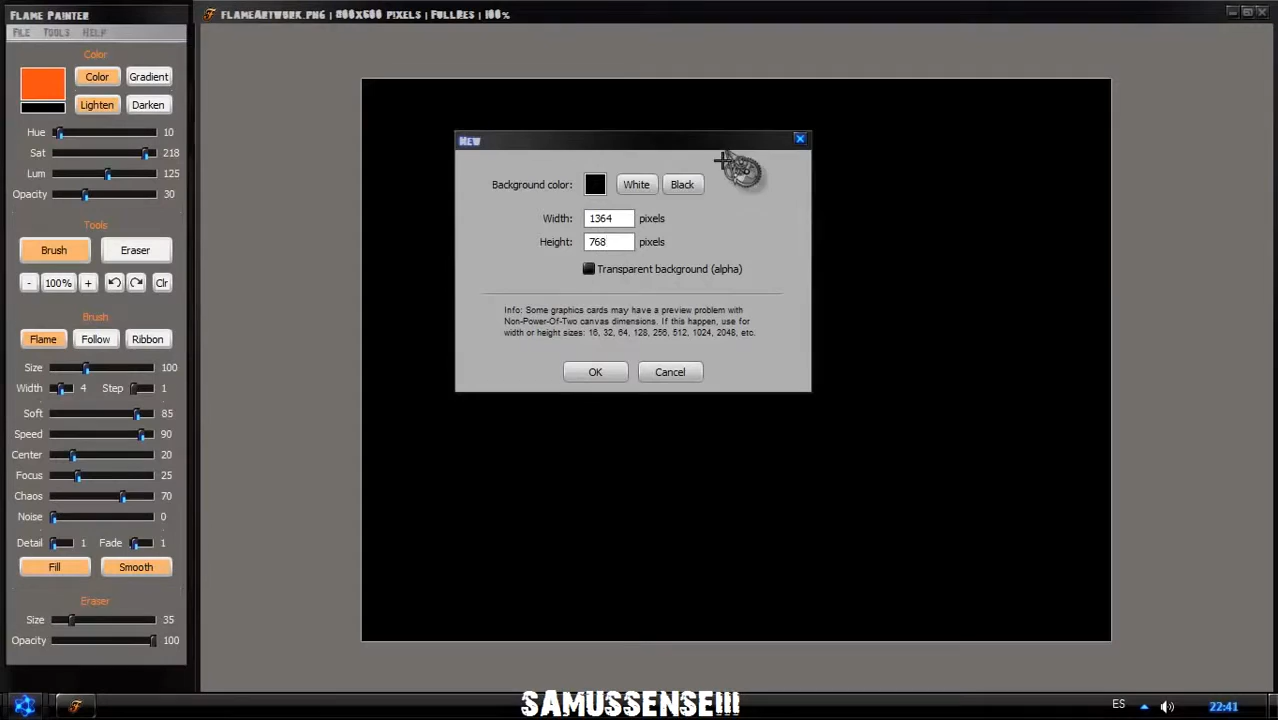 Flame Painter
File Tools Help
Color
Color Gradient
Lighten Darken
Hue 10
Sat 218
Lum 125
Opacity 30
Tools
Brush Eraser
- 100% + Clr
Brush
Flame Follow Ribbon
Size 100
Width 4 Step 1
Soft 85
Speed 90
Center 20
Focus 25
Chaos 70
Noise 0
Detail 1 Fade 1
Fill Smooth
Eraser
Size 35
Opacity 100
FlameArtwork.png | 800x600 pixels | FullRes | 100%
New
Background color: White Black
Width: 1364 pixels
Height: 768 pixels
Transparent background (alpha)
Info: Some graphics cards may have a preview problem with
Non-Power-Of-Two canvas dimensions. If this happen, use for
width or height sizes: 16, 32, 64, 128, 256, 512, 1024, 2048, etc.
OK Cancel
SAMUSSENSE!!!
ES 22:41